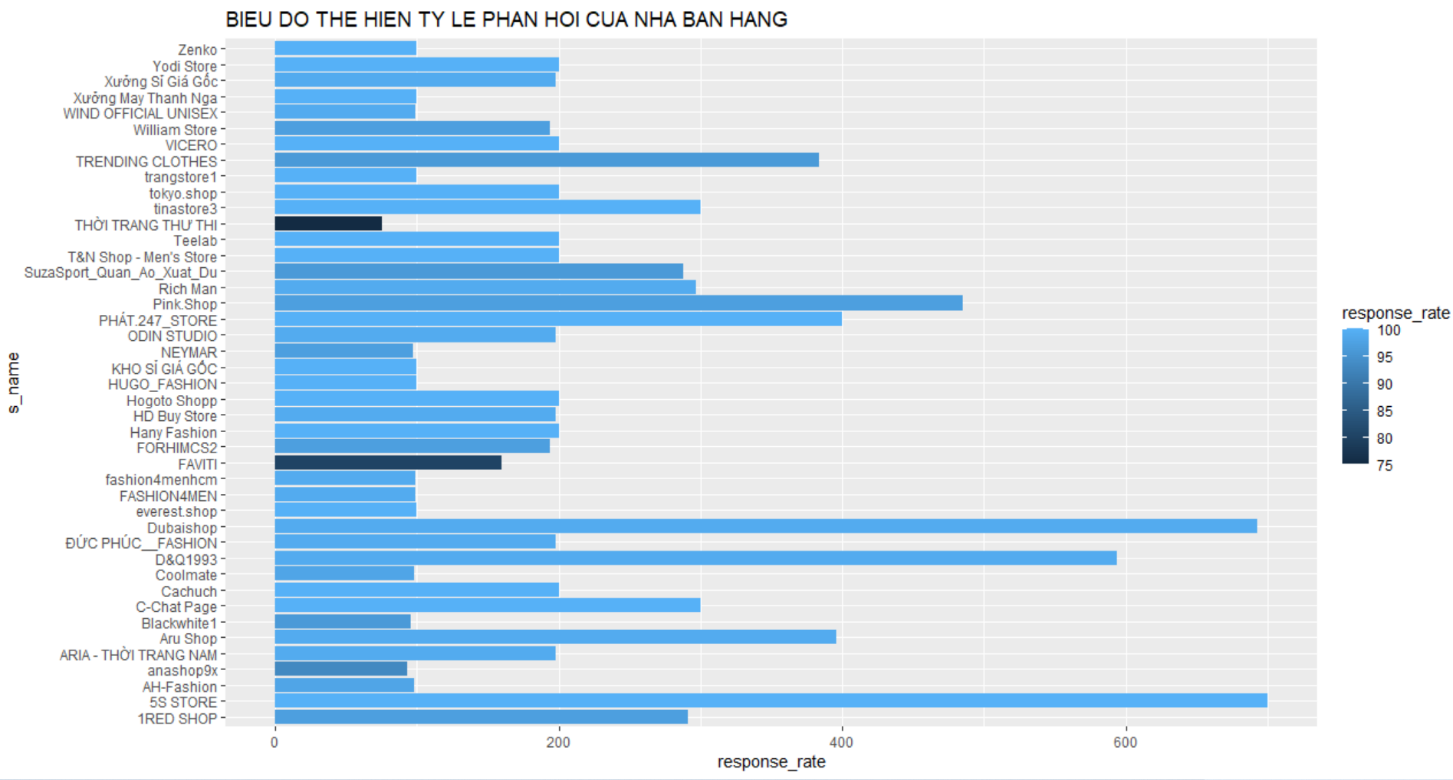 BIEU DO THE HIEN TY LE PHAN HOI CUA NHA BAN HANG
s_name
Zenko
Yodi Store
Xưởng Sỉ Giá Gốc
Xưởng May Thanh Nga
WIND OFFICIAL UNISEX
William Store
VICERO
TRENDING CLOTHES
trangstore1
tokyo.shop
tinastore3
THỜI TRANG THƯ THI
Teelab
T&N Shop - Men's Store
SuzaSport_Quan_Ao_Xuat_Du
Rich Man
Pink.Shop
PHÁT.247_STORE
ODIN STUDIO
NEYMAR
KHO SỈ GIÁ GỐC
HUGO_FASHION
Hogoto Shopp
HD Buy Store
Hany Fashion
FORHIMCS2
FAVITI
fashion4menhcm
FASHION4MEN
everest.shop
Dubaishop
ĐỨC PHÚC__FASHION
D&Q1993
Coolmate
Cachuch
C-Chat Page
Blackwhite1
Aru Shop
ARIA - THỜI TRANG NAM
anashop9x
AH-Fashion
5S STORE
1RED SHOP
0 200 400 600
response_rate
response_rate
100
95
90
85
80
75